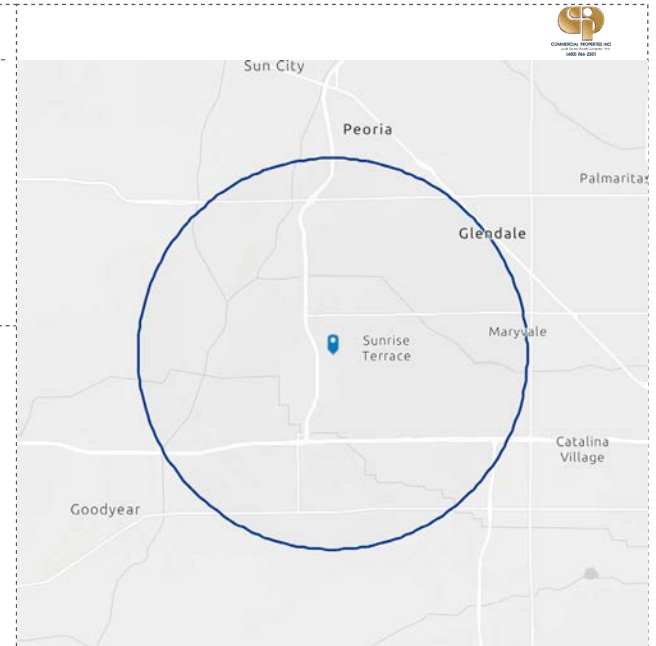 COMMERCIAL PROPERTIES INC
Sun City
Peoria
Palmaritas
Glendale
Maryvale
Sunrise
Terrace
Catalina
Village
Goodyear